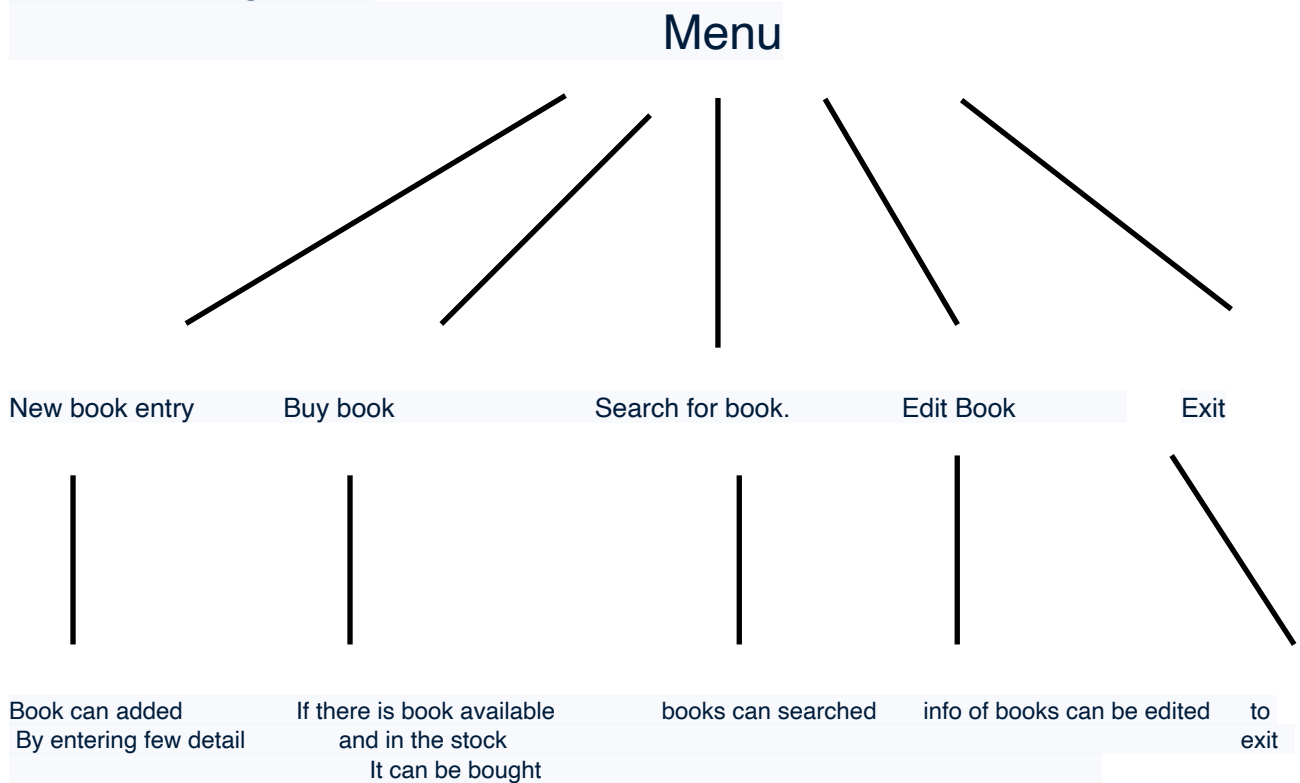 Menu
New book entry Buy book Search for book. Edit Book Exit
Book can added If there is book available books can searched info of books can be edited to
By entering few detail and in the stock exit
It can be bought